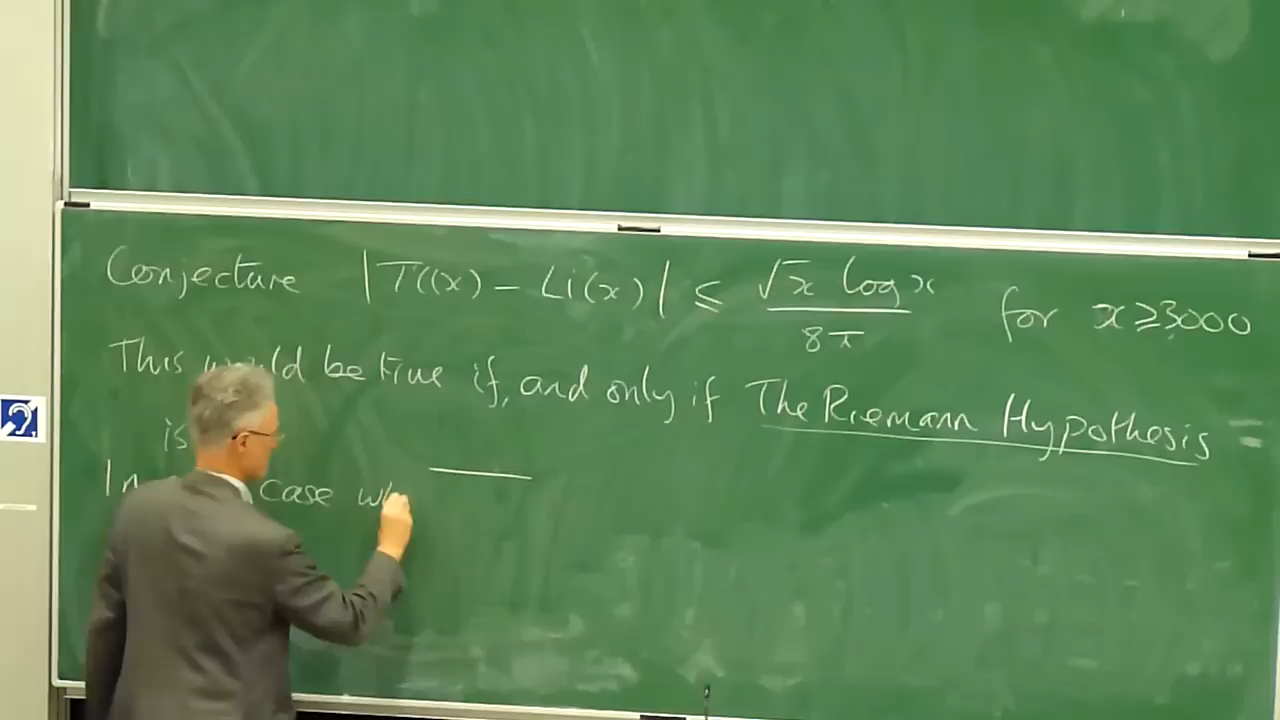 Conjecture |π(x) - Li(x)| ≤ √x log x / 8π for x ≥ 3000
This would be true if, and only if The Riemann Hypothesis
is
In case